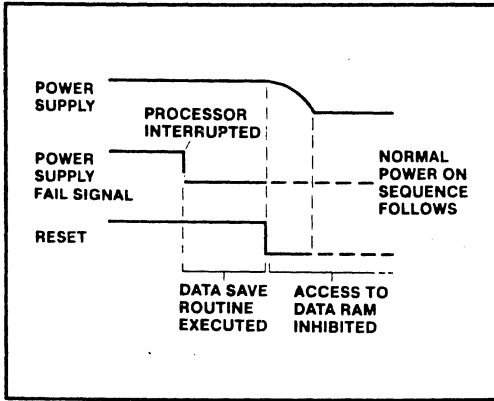 POWER
SUPPLY
PROCESSOR
INTERRUPTED
POWER
SUPPLY
FAIL SIGNAL
NORMAL
POWER ON
SEQUENCE
FOLLOWS
RESET
DATA SAVE
ROUTINE
EXECUTED
ACCESS TO
DATA RAM
INHIBITED